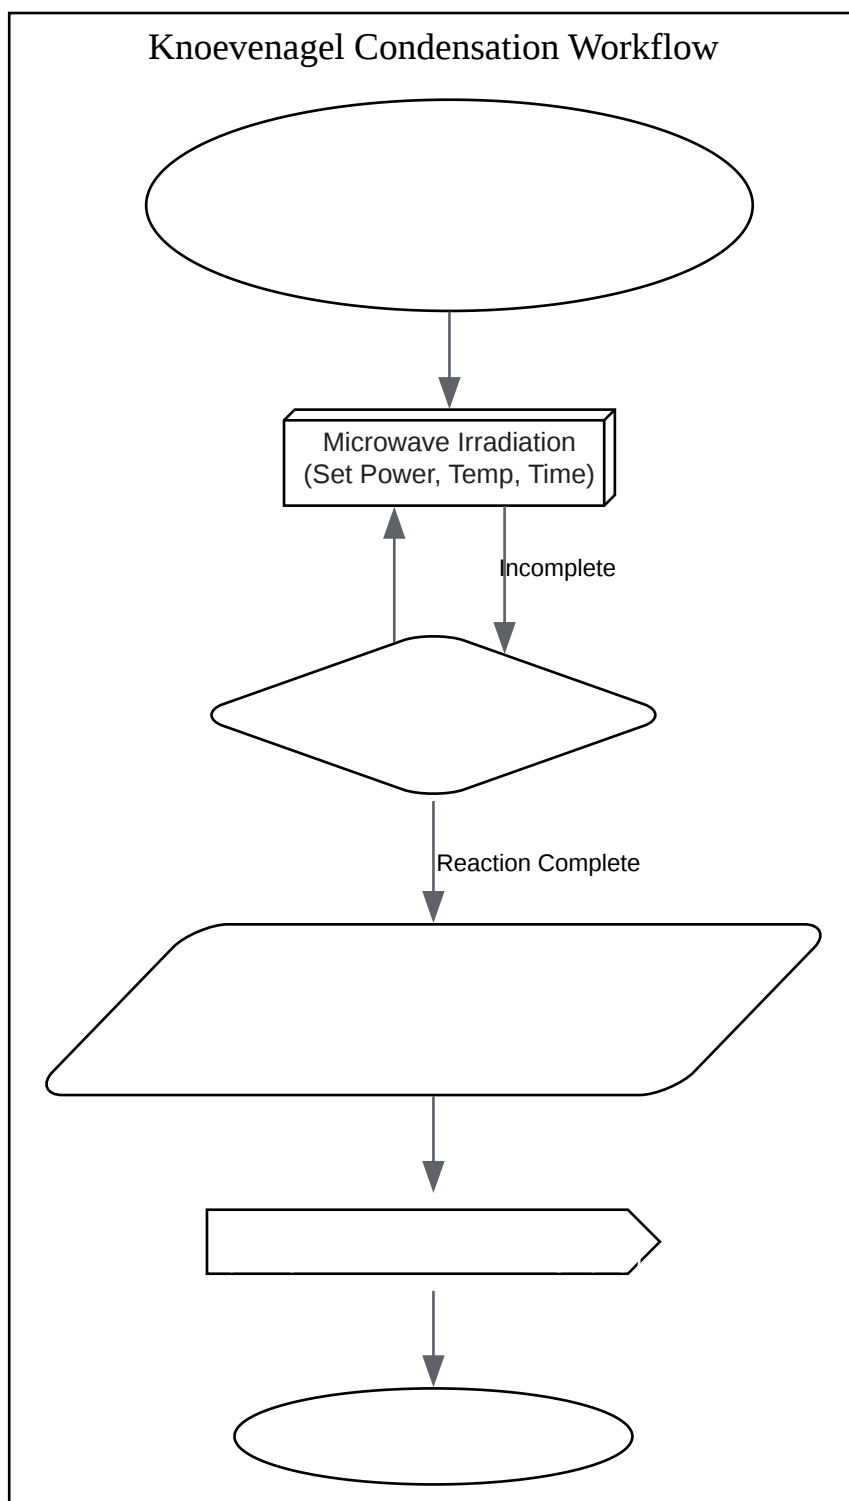 Knoevenagel Condensation Workflow
Microwave Irradiation
(Set Power, Temp, Time)
Incomplete
Reaction Complete